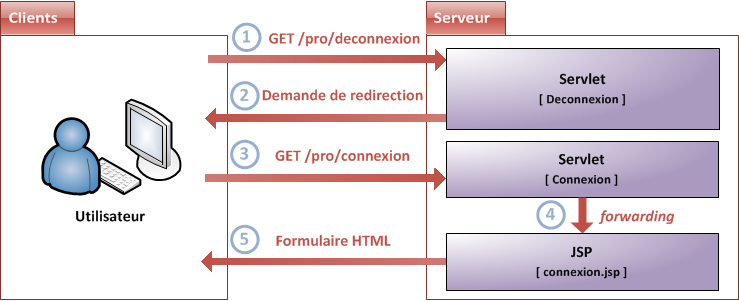 Clients
Serveur
1 GET /pro/deconnexion
Servlet
[ Deconnexion ]
2 Demande de redirection
3 GET /pro/connexion
Servlet
[ Connexion ]
Utilisateur
4 forwarding
5 Formulaire HTML
JSP
[ connexion.jsp ]